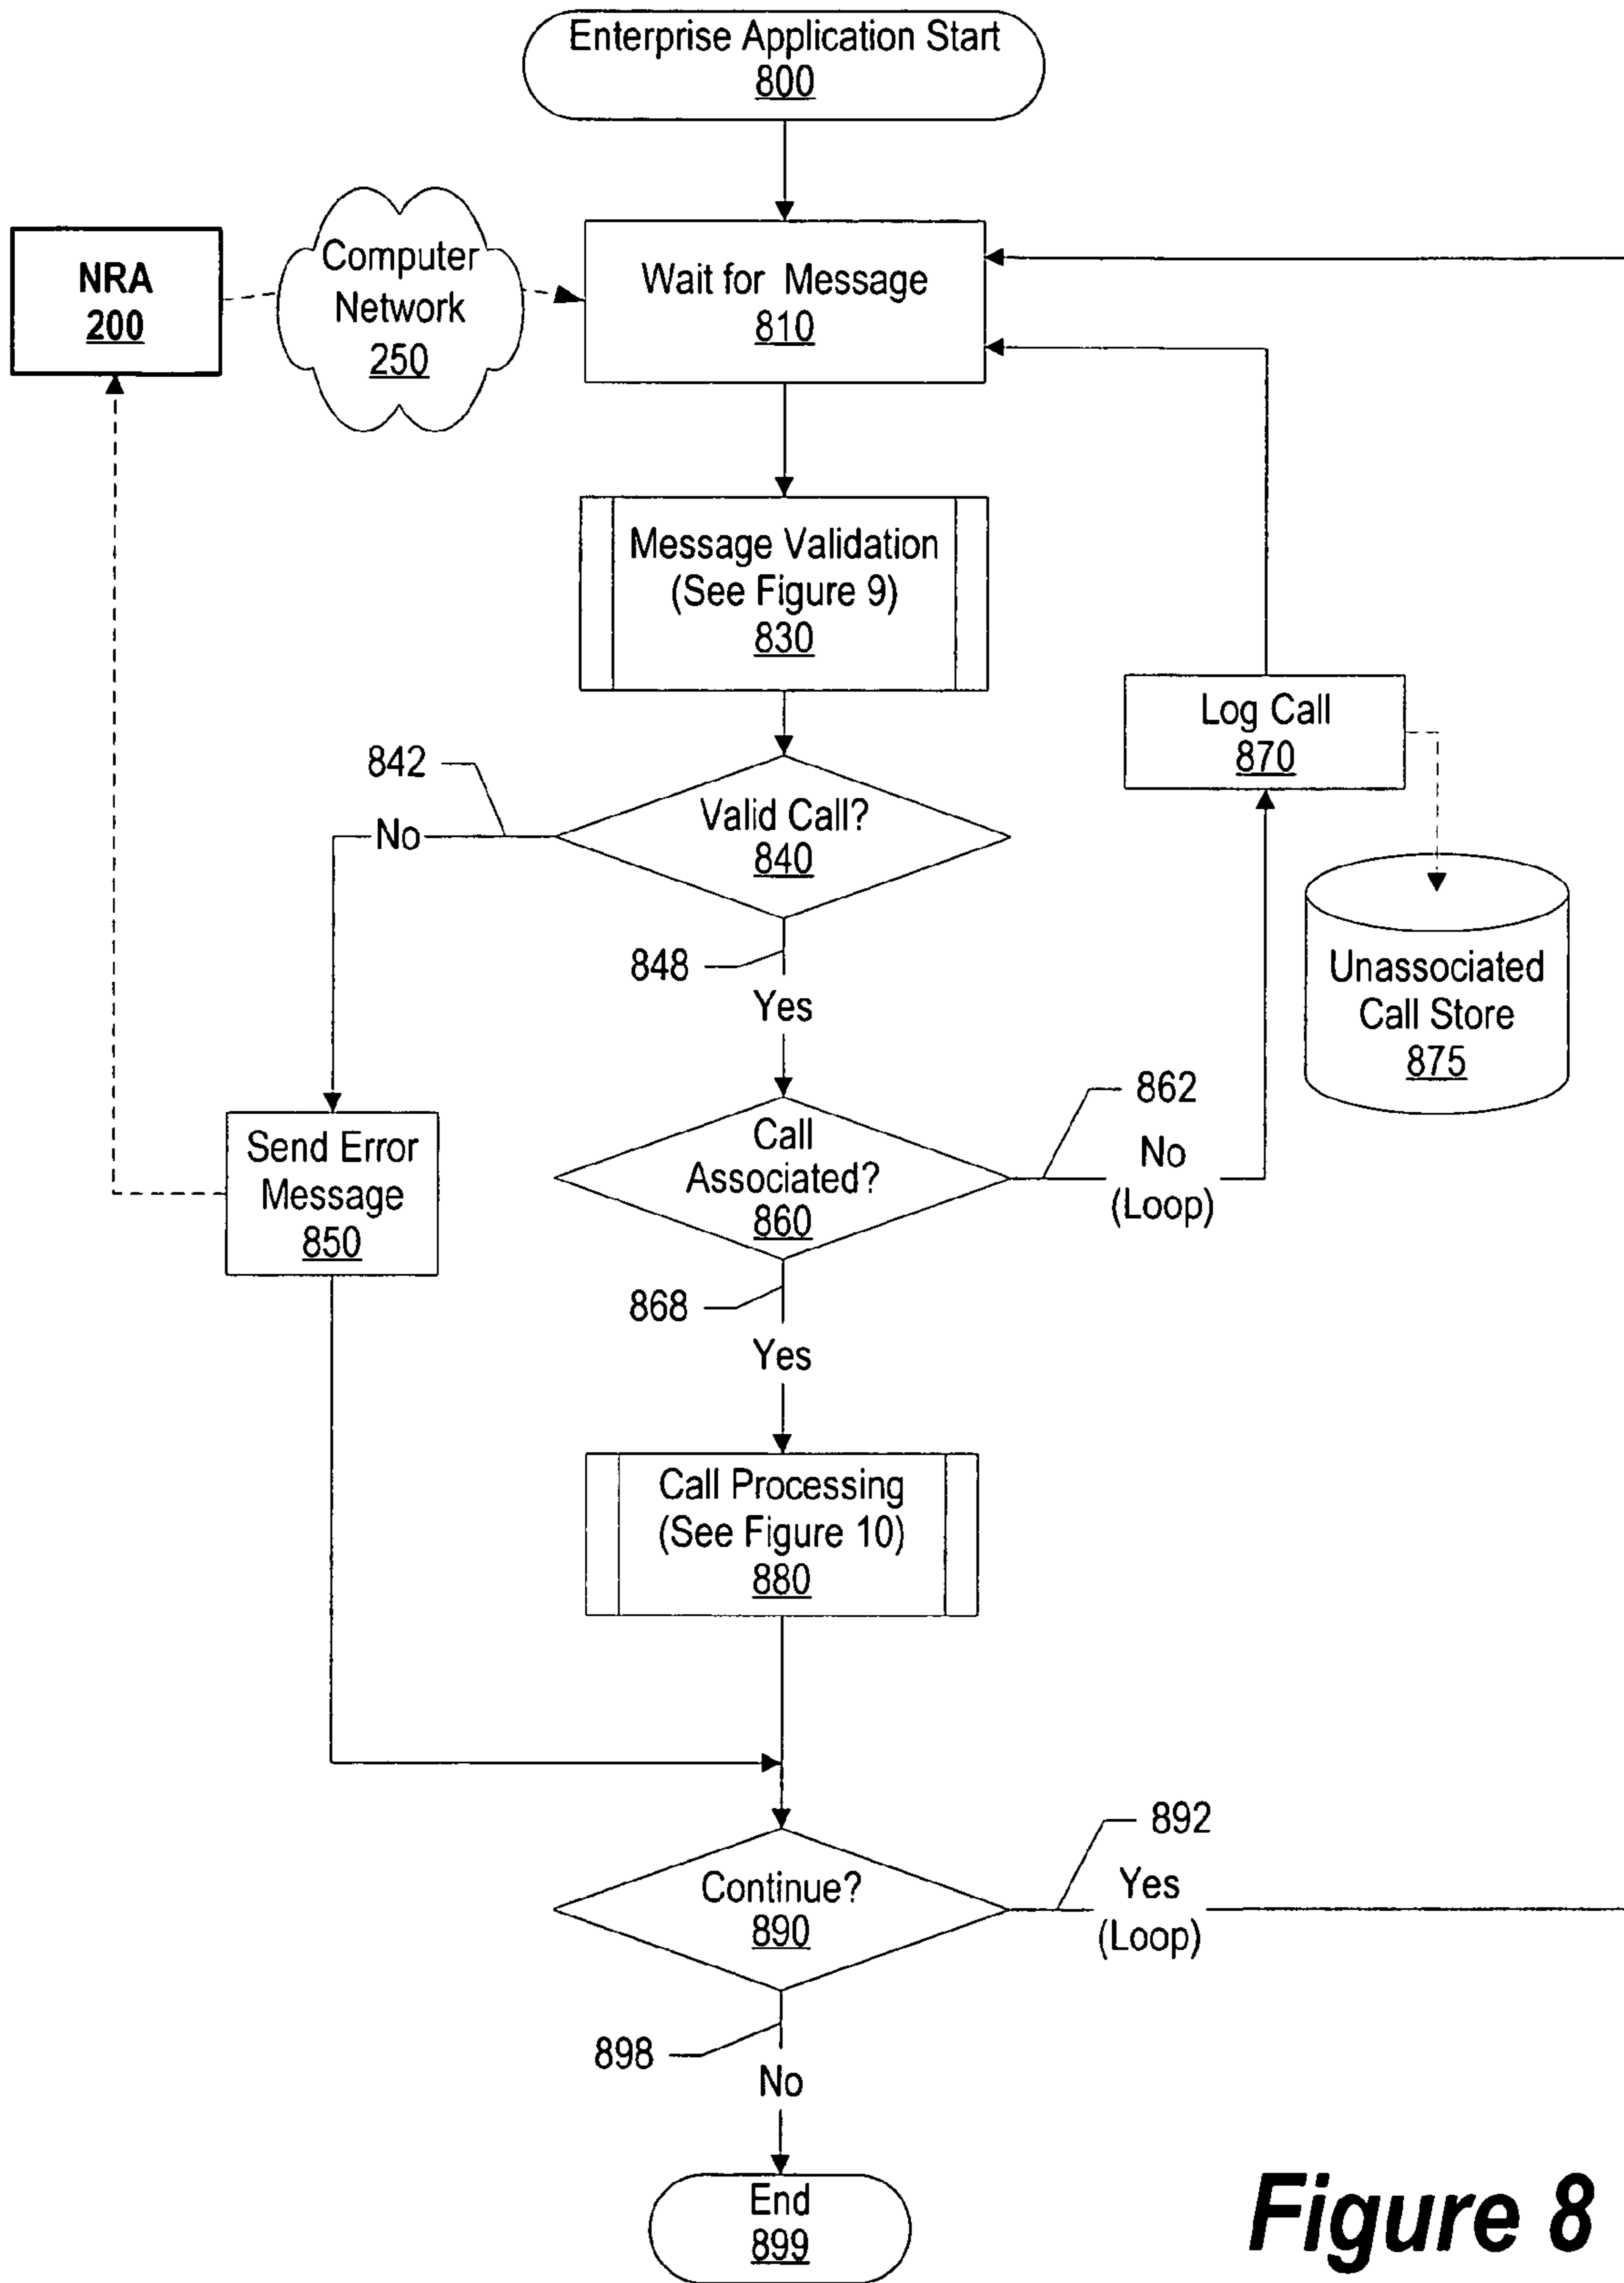 Enterprise Application Start
800
NRA
200
Computer
Network
250
Wait for Message
810
Message Validation
(See Figure 9)
830
Log Call
870
842
No
Valid Call?
840
848
Yes
Unassociated
Call Store
875
862
Send Error
Message
850
Call
Associated?
860
No
(Loop)
868
Yes
Call Processing
(See Figure 10)
880
892
Continue?
890
Yes
(Loop)
898
No
End
899
Figure 8